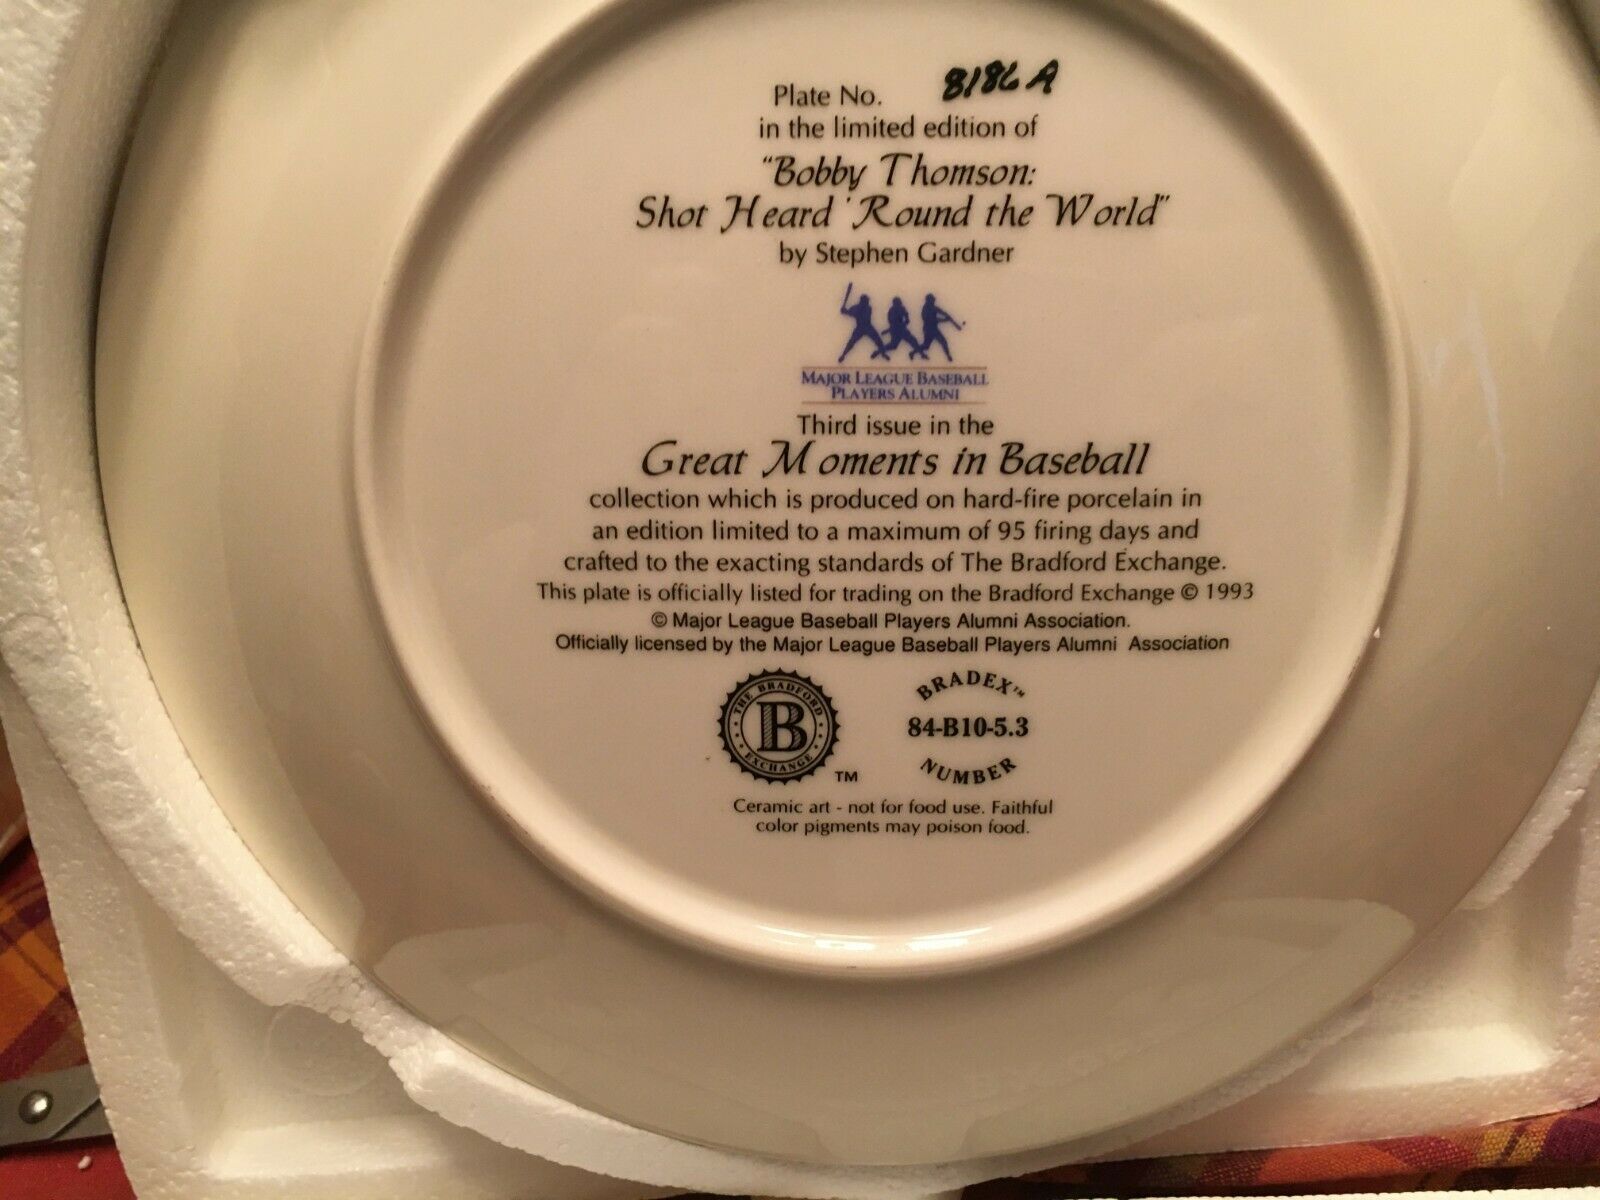 Plate No. 8186A
in the limited edition of
"Bobby Thomson:
Shot Heard 'Round the World"
by Stephen Gardner
MAJOR LEAGUE BASEBALL
PLAYERS ALUMNI
Third issue in the
Great Moments in Baseball
collection which is produced on hard-fire porcelain in
an edition limited to a maximum of 95 firing days and
crafted to the exacting standards of The Bradford Exchange.
This plate is officially listed for trading on the Bradford Exchange © 1993
© Major League Baseball Players Alumni Association.
Officially licensed by the Major League Baseball Players Alumni Association
THE BRADFORD
B
EXCHANGE
TM
BRADEX™
84-B10-5.3
NUMBER
Ceramic art - not for food use. Faithful
color pigments may poison food.